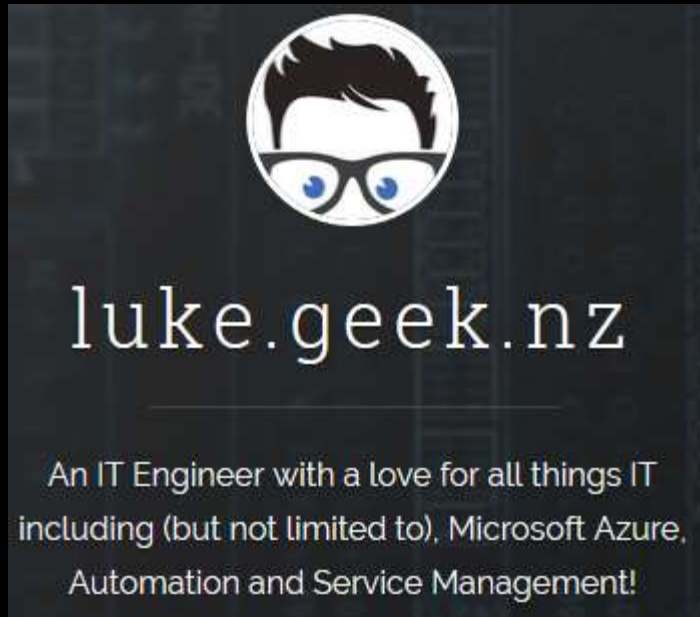 luke.geek.nz
An IT Engineer with a love for all things IT
including (but not limited to), Microsoft Azure,
Automation and Service Management!